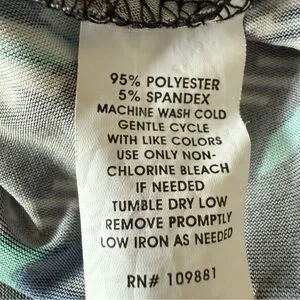 95% POLYESTER
5% SPANDEX
MACHINE WASH COLD
GENTLE CYCLE
WITH LIKE COLORS
USE ONLY NON-
CHLORINE BLEACH
IF NEEDED
TUMBLE DRY LOW
REMOVE PROMPTLY
LOW IRON AS NEEDED
RN# 109881